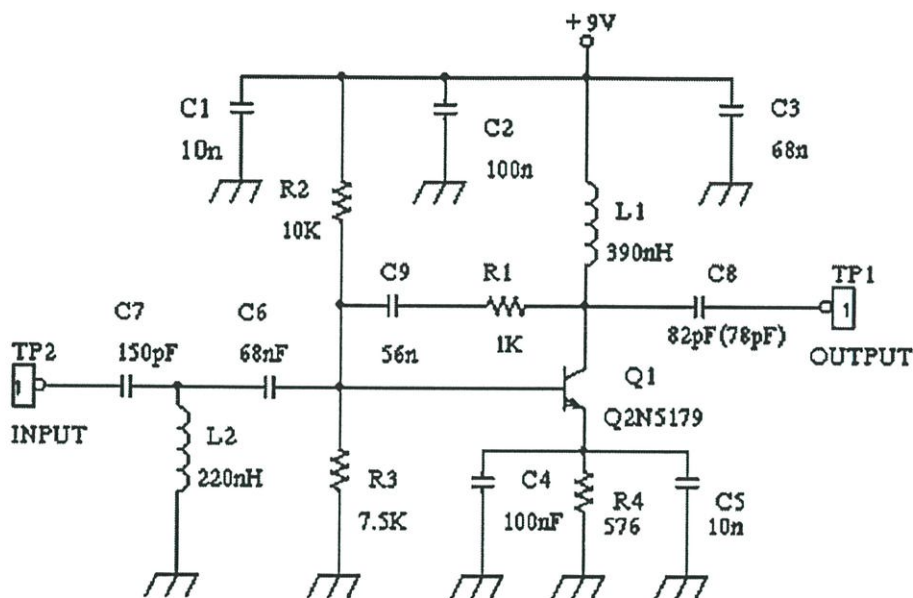 +9V
C1
10n
C2
100n
C3
68n
R2
10K
L1
390nH
C9
56n
R1
1K
C8
82pF(78pF)
TP1
1
OUTPUT
C7
150pF
C6
68nF
TP2
1
INPUT
L2
220nH
Q1
Q2N5179
R3
7.5K
C4
100nF
R4
576
C5
10n